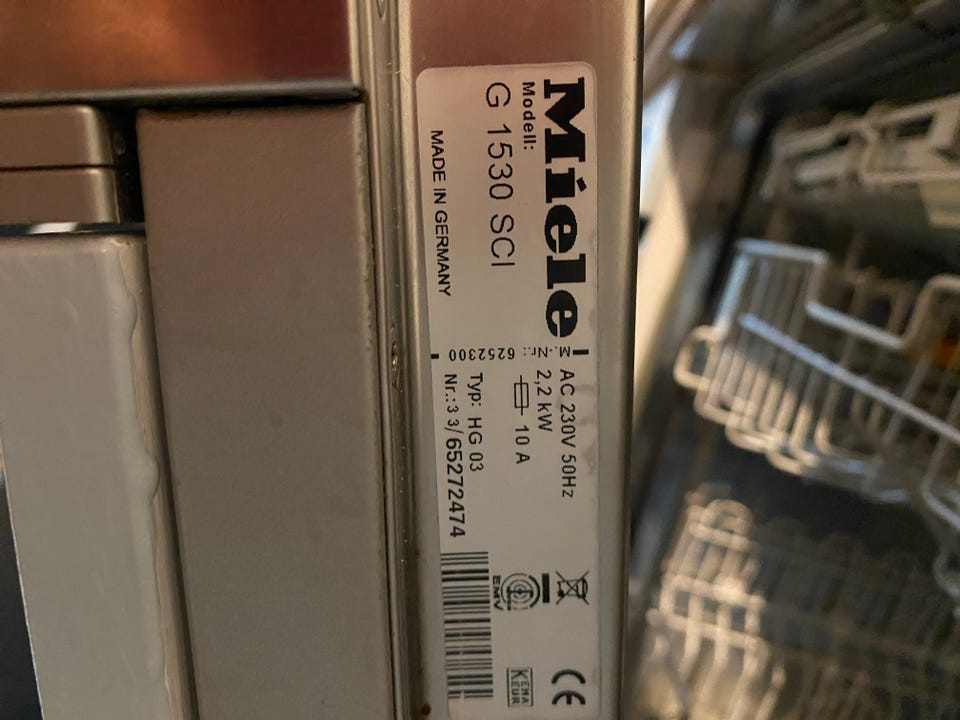 Miele
Modell:
G 1530 SCI
MADE IN GERMANY
M.-Nr.: 6252300
AC 230V 50Hz
2,2 kW
10 A
Typ: HG 03
Nr.: 33/65272474
EMV
CE
KEMA
KEUR